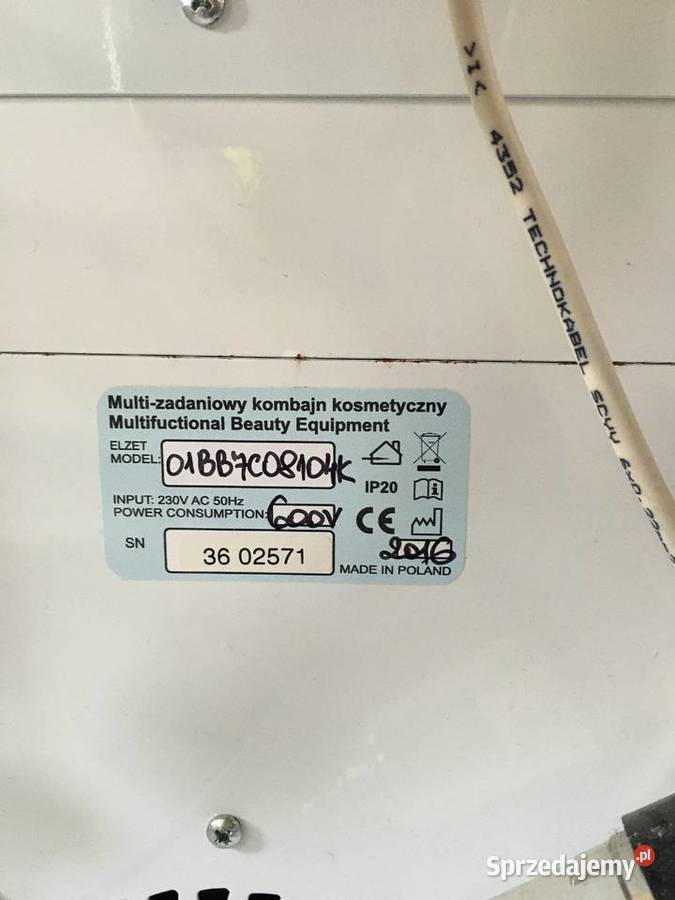 >I< 4352 TECHNOKABEL
Multi-zadaniowy kombajn kosmetyczny
Multifuctional Beauty Equipment
ELZET
MODEL: 01BB7C08104K
IP20
INPUT: 230V AC 50Hz
POWER CONSUMPTION: 600V
CE
SN 36 02571
2016
MADE IN POLAND
Sprzedajemy.pl